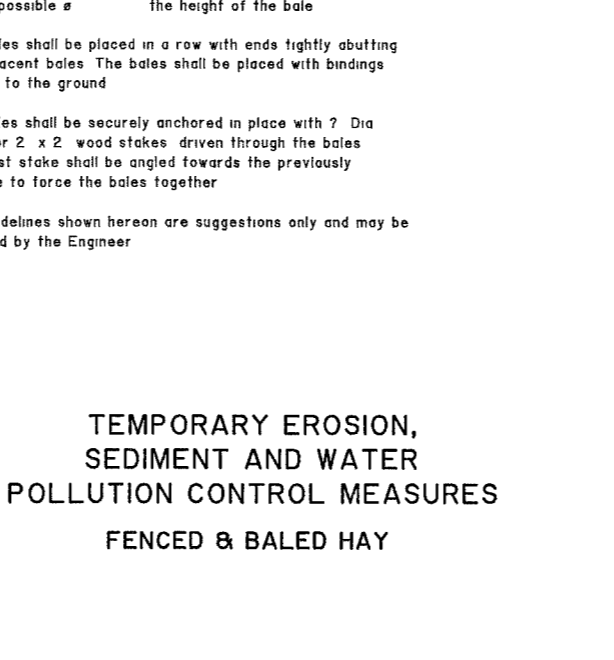 possible ø the height of the bale
les shall be placed in a row with ends tightly abutting
acent bales The bales shall be placed with bindings
to the ground
les shall be securely anchored in place with ? Dia
r 2 x 2 wood stakes driven through the bales
st stake shall be angled towards the previously
e to force the bales together
delines shown hereon are suggestions only and may be
d by the Engineer
TEMPORARY EROSION,
SEDIMENT AND WATER
POLLUTION CONTROL MEASURES
FENCED & BALED HAY